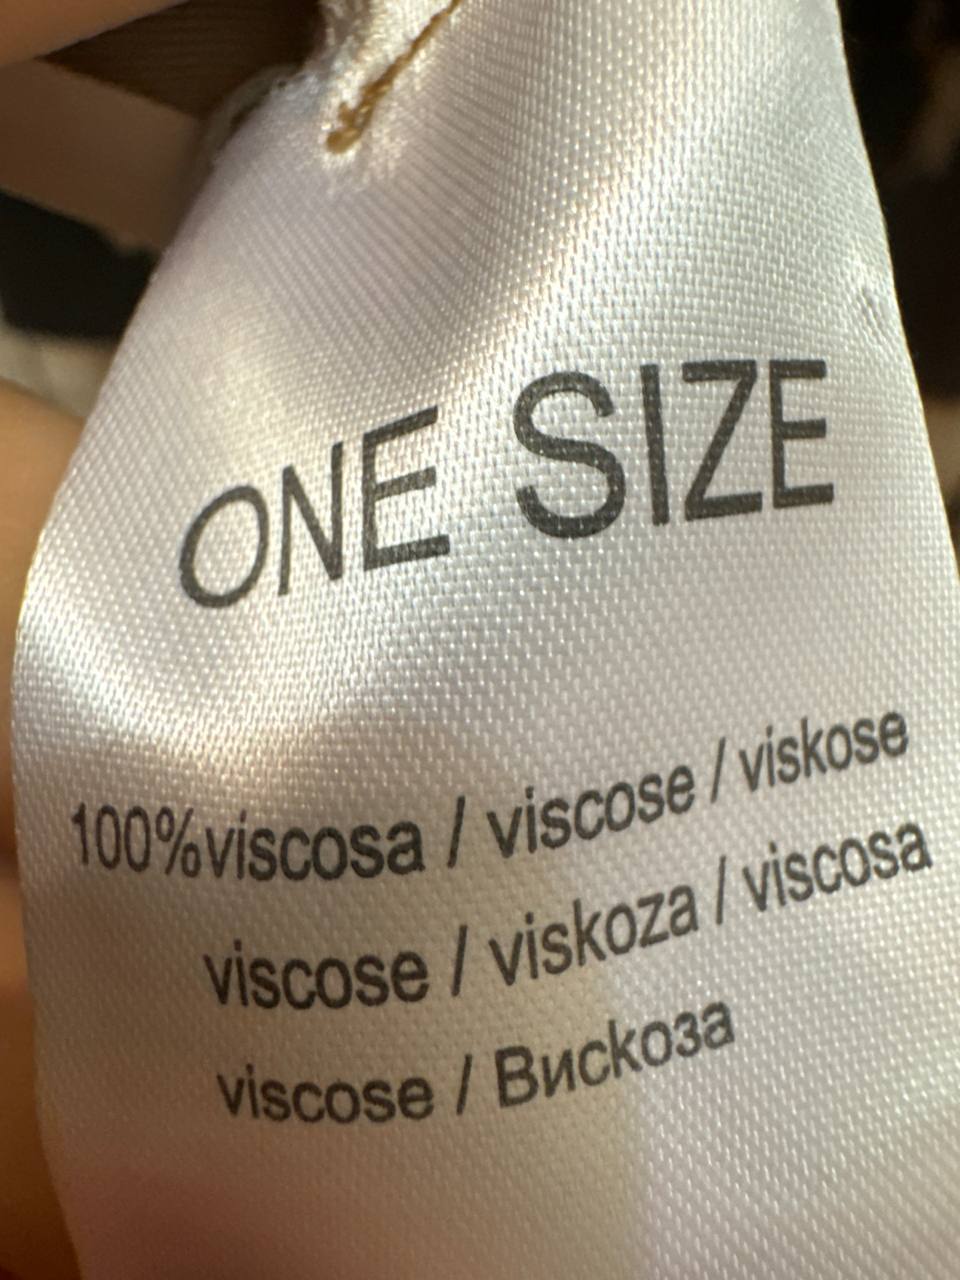 ONE SIZE
100%viscosa / viscose / viskose
viscose / viskoza / viscosa
viscose / Вискоза